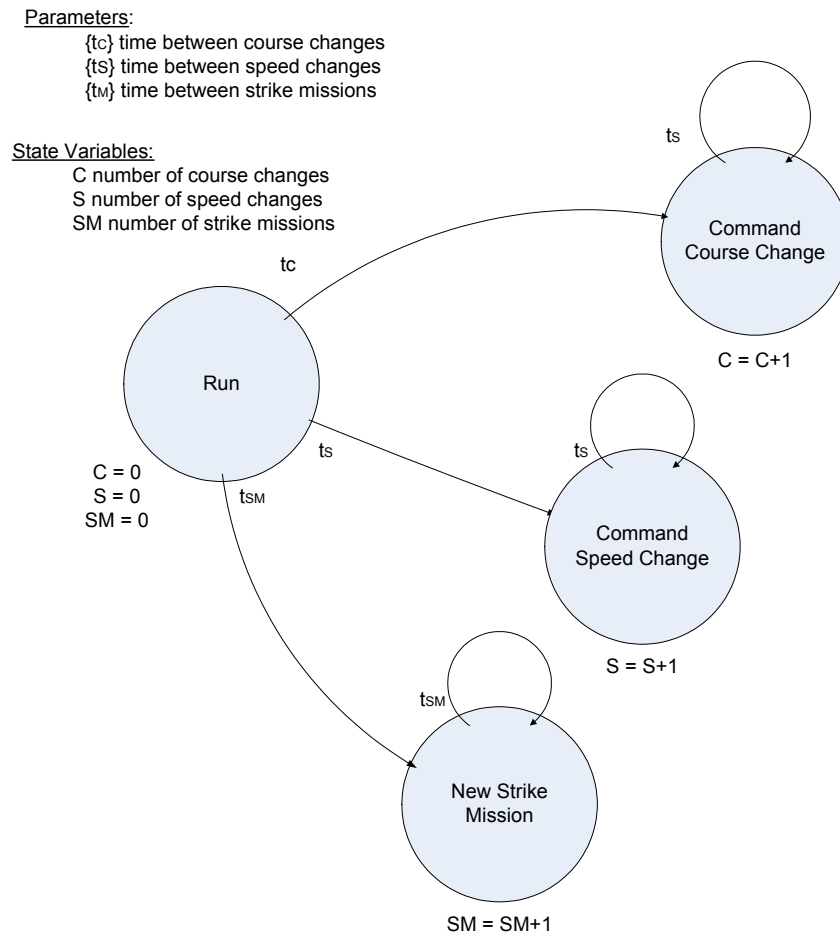 Parameters:
{tC} time between course changes
{tS} time between speed changes
{tM} time between strike missions
State Variables:
C number of course changes
S number of speed changes
SM number of strike missions
tS
Command
Course Change
C = C+1
tC
Run
C = 0
S = 0
SM = 0
tS
tSM
tS
Command
Speed Change
S = S+1
tSM
New Strike
Mission
SM = SM+1